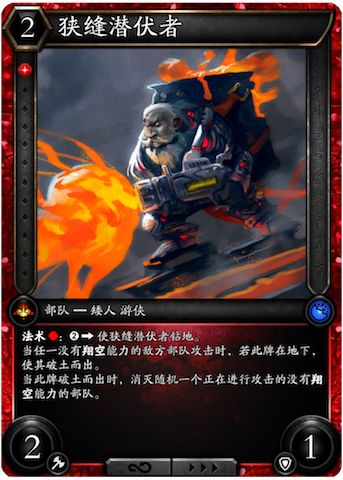 2 狭缝潜伏者
部队 — 矮人 游侠
法术：2➡ 使狭缝潜伏者钻地。
当任一没有翔空能力的敌方部队攻击时，若此牌在地下，
使其破土而出。
当此牌破土而出时，消灭随机一个正在进行攻击的没有翔
空能力的部队。
2 1